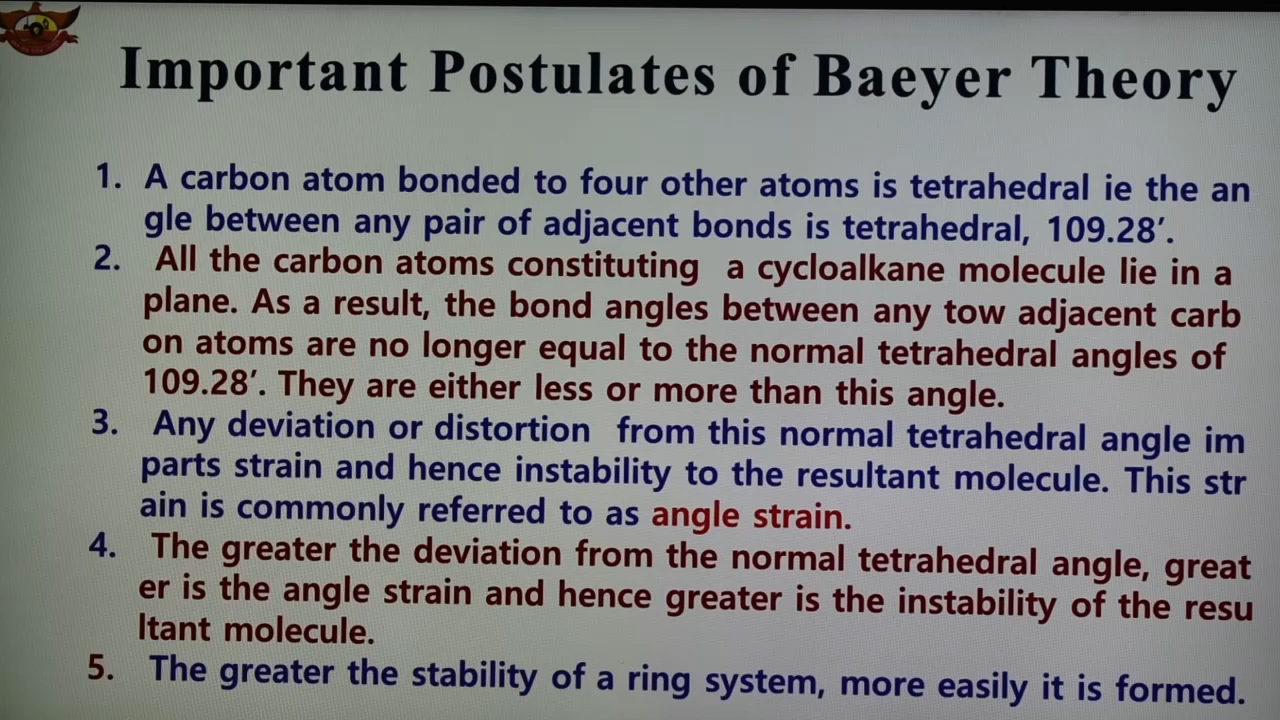 Important Postulates of Baeyer Theory
1. A carbon atom bonded to four other atoms is tetrahedral ie the an
gle between any pair of adjacent bonds is tetrahedral, 109.28′.
2. All the carbon atoms constituting a cycloalkane molecule lie in a
plane. As a result, the bond angles between any tow adjacent carb
on atoms are no longer equal to the normal tetrahedral angles of
109.28′. They are either less or more than this angle.
3. Any deviation or distortion from this normal tetrahedral angle im
parts strain and hence instability to the resultant molecule. This str
ain is commonly referred to as angle strain.
4. The greater the deviation from the normal tetrahedral angle, great
er is the angle strain and hence greater is the instability of the resu
ltant molecule.
5. The greater the stability of a ring system, more easily it is formed.